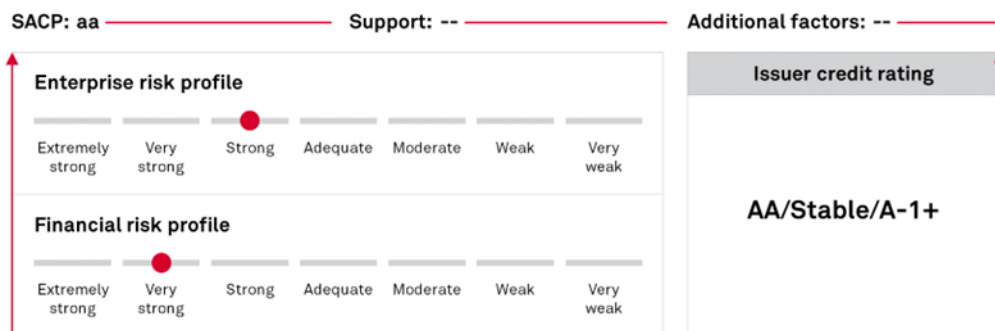 SACP: aa Support: -- Additional factors: --
Enterprise risk profile
Extremely strong Very strong Strong Adequate Moderate Weak Very weak
Financial risk profile
Extremely strong Very strong Strong Adequate Moderate Weak Very weak
Issuer credit rating
AA/Stable/A-1+